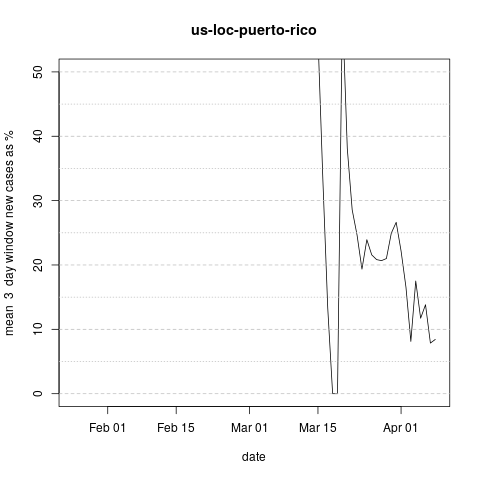 us-loc-puerto-rico
mean 3 day window new cases as %
50
40
30
20
10
0
Feb 01 Feb 15 Mar 01 Mar 15 Apr 01
date